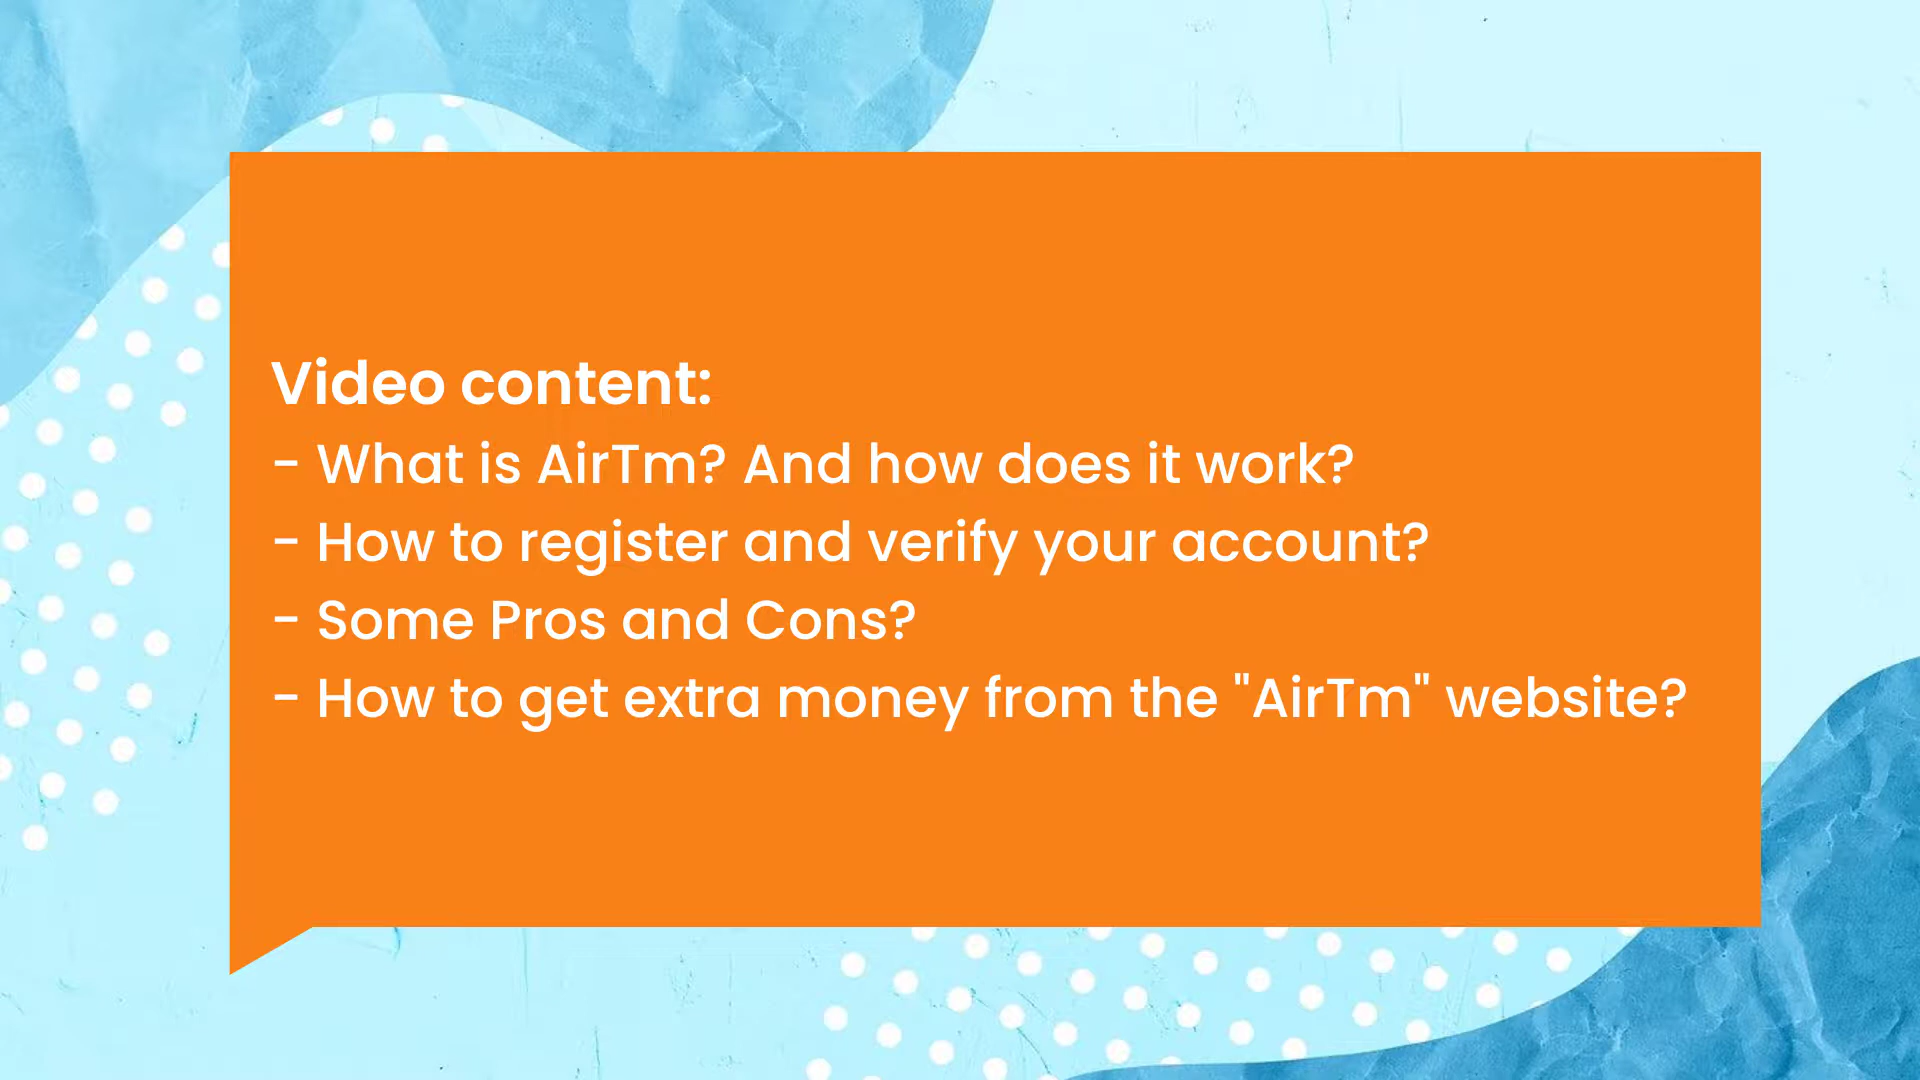 Video content:
- What is AirTm? And how does it work?
- How to register and verify your account?
- Some Pros and Cons?
- How to get extra money from the "AirTm" website?